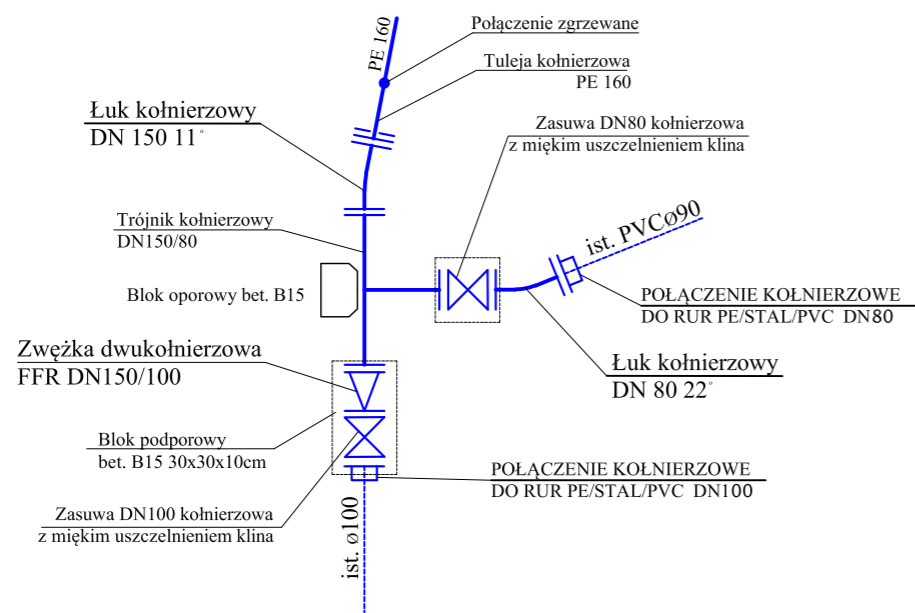 PE 160
Połączenie zgrzewane
Tuleja kołnierzowa
PE 160
Łuk kołnierzowy
DN 150 11°
Zasuwa DN80 kołnierzowa
z miękim uszczelnieniem klina
Trójnik kołnierzowy
DN150/80
ist. PVCø90
Blok oporowy bet. B15
POŁĄCZENIE KOŁNIERZOWE
DO RUR PE/STAL/PVC DN80
Zwężka dwukołnierzowa
FFR DN150/100
Łuk kołnierzowy
DN 80 22°
Blok podporowy
bet. B15 30x30x10cm
POŁĄCZENIE KOŁNIERZOWE
DO RUR PE/STAL/PVC DN100
Zasuwa DN100 kołnierzowa
z miękim uszczelnieniem klina
ist. ø100